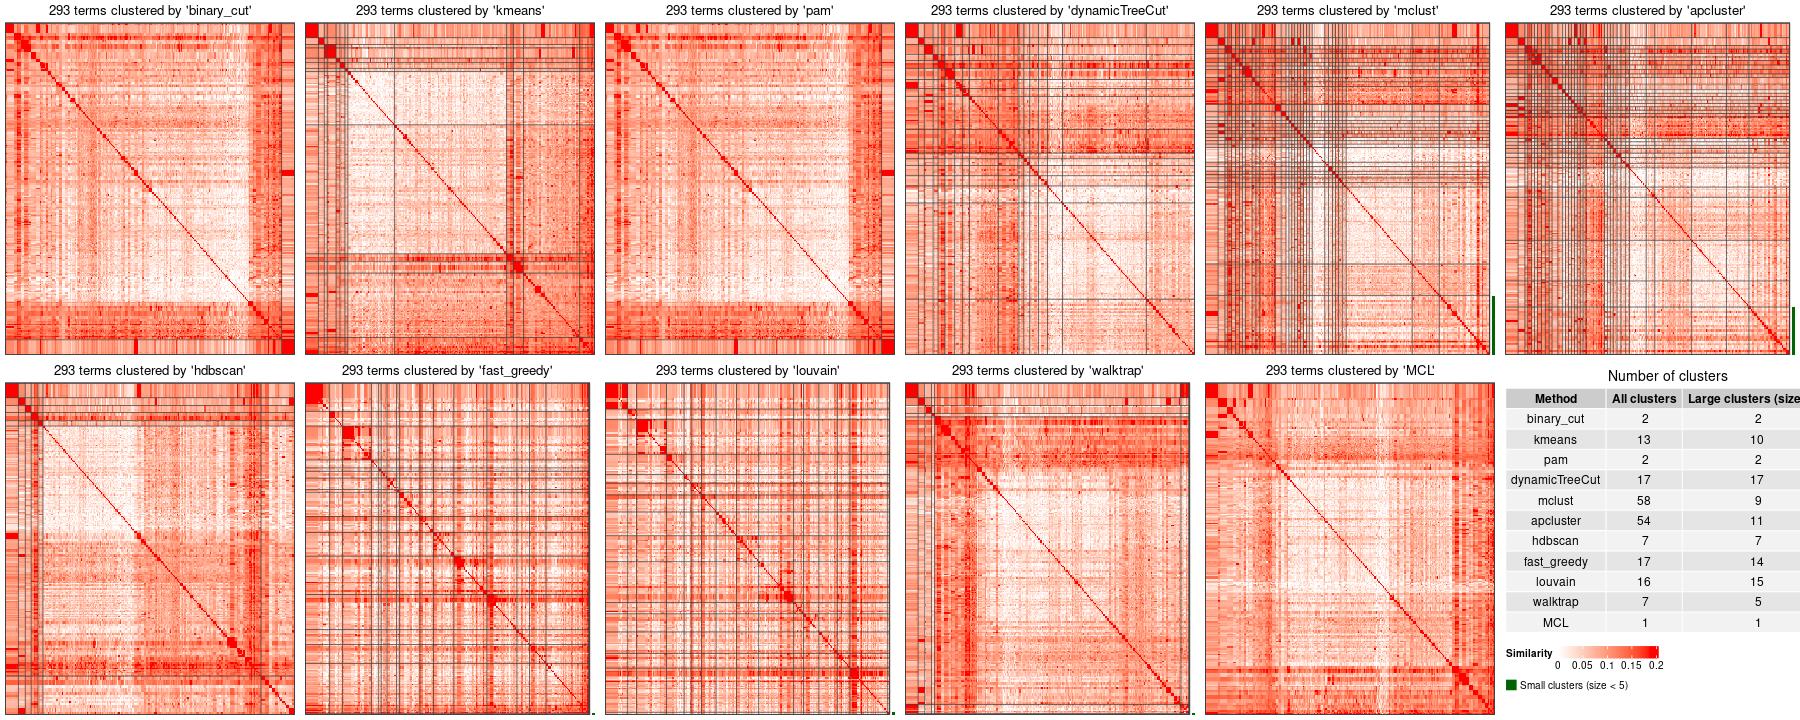 293 terms clustered by 'binary_cut'
293 terms clustered by 'kmeans'
293 terms clustered by 'pam'
293 terms clustered by 'dynamicTreeCut'
293 terms clustered by 'mclust'
293 terms clustered by 'apcluster'
293 terms clustered by 'hdbscan'
293 terms clustered by 'fast_greedy'
293 terms clustered by 'louvain'
293 terms clustered by 'walktrap'
293 terms clustered by 'MCL'
Number of clusters
Method All clusters Large clusters (size
binary_cut 2 2
kmeans 13 10
pam 2 2
dynamicTreeCut 17 17
mclust 58 9
apcluster 54 11
hdbscan 7 7
fast_greedy 17 14
louvain 16 15
walktrap 7 5
MCL 1 1
Similarity
0 0.05 0.1 0.15 0.2
Small clusters (size < 5)